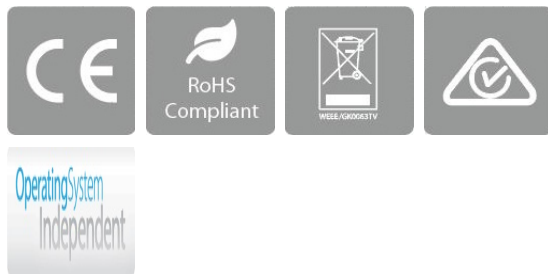 CE
RoHS
Compliant
WEEE/GK0063TV
OperatingSystem
Independent